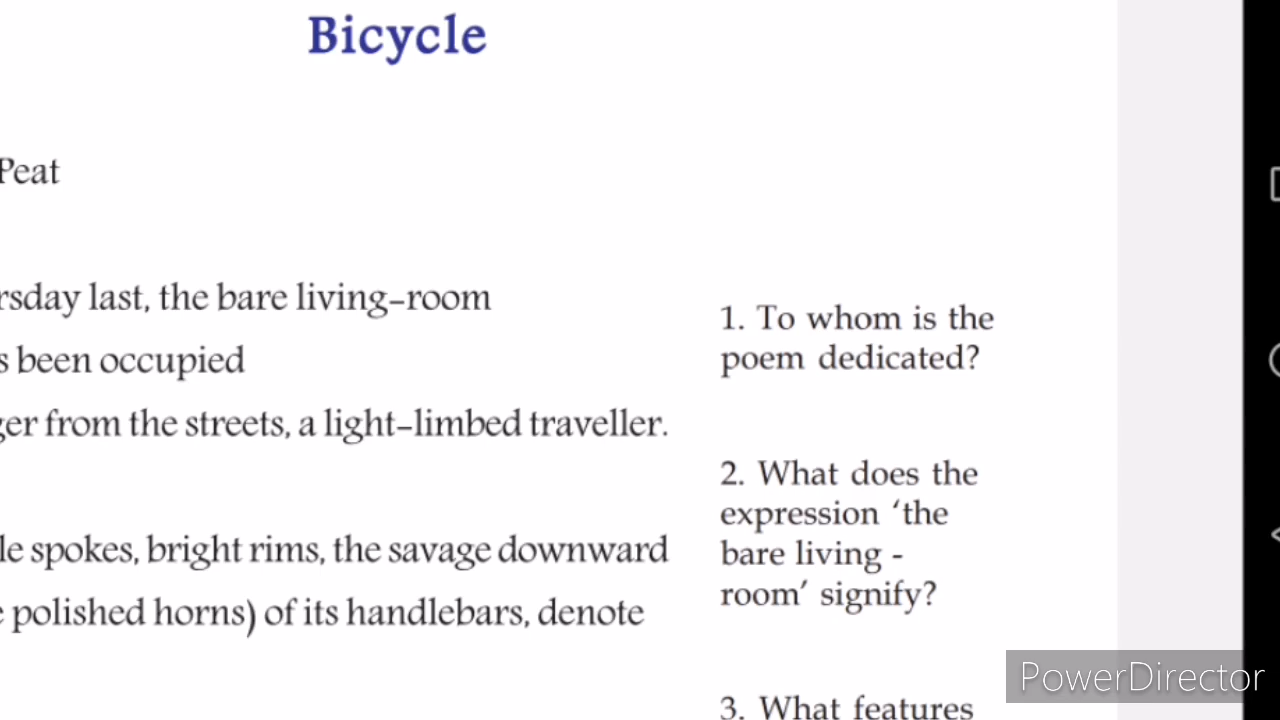 Bicycle
Peat
rsday last, the bare living-room
s been occupied
ger from the streets, a light-limbed traveller.
le spokes, bright rims, the savage downward
e polished horns) of its handlebars, denote
1. To whom is the
poem dedicated?
2. What does the
expression ‘the
bare living -
room’ signify?
3. What features
PowerDirector